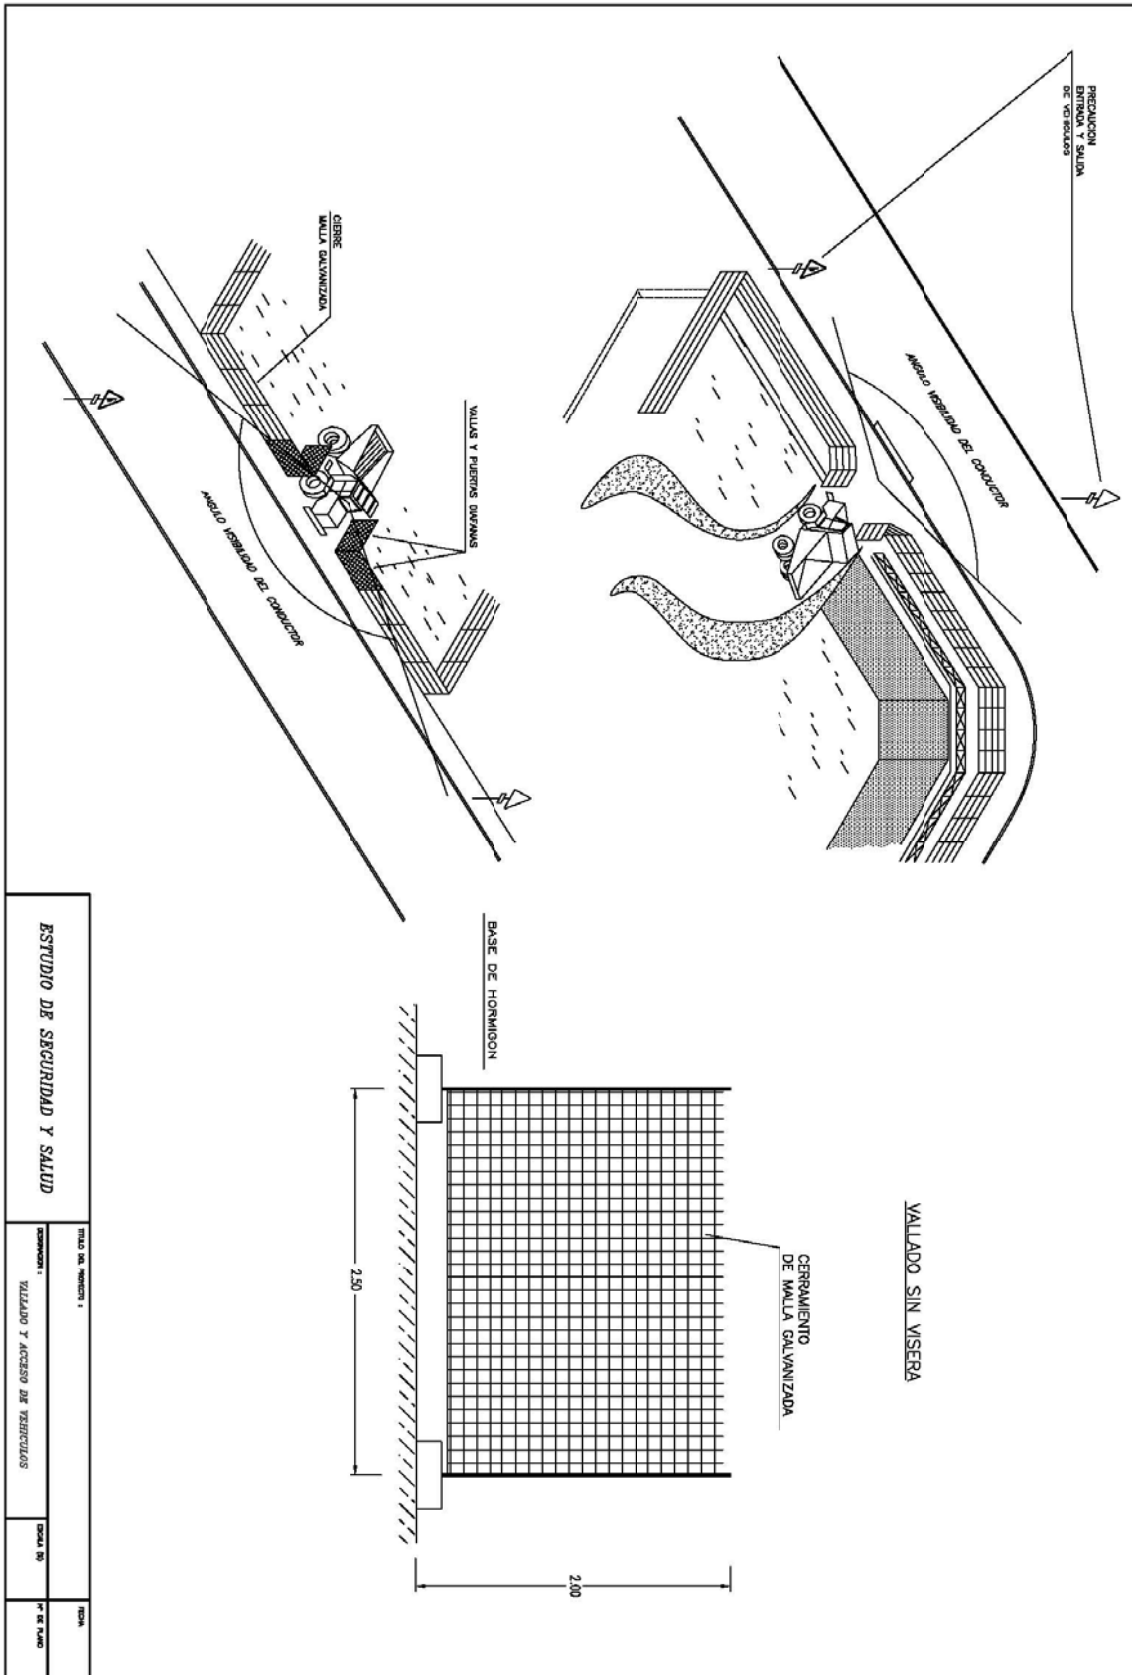 PRECAUCION
ENTRADA Y SALIDA
DE VEHICULOS
ANGULO VISIBILIDAD DEL CONDUCTOR
CIERRE
MALLA GALVANIZADA
VALLAS Y PUERTAS DIAFANAS
ANGULO VISIBILIDAD DEL CONDUCTOR
VALLADO SIN VISERA
CERRAMIENTO
DE MALLA GALVANIZADA
BASE DE HORMIGON
2.50
2.00
ESTUDIO DE SEGURIDAD Y SALUD
TITULO DEL PROYECTO :
FECHA
DESIGNACION :
VALLADO Y ACCESO DE VEHICULOS
ESCALA
Nº DE PLANO